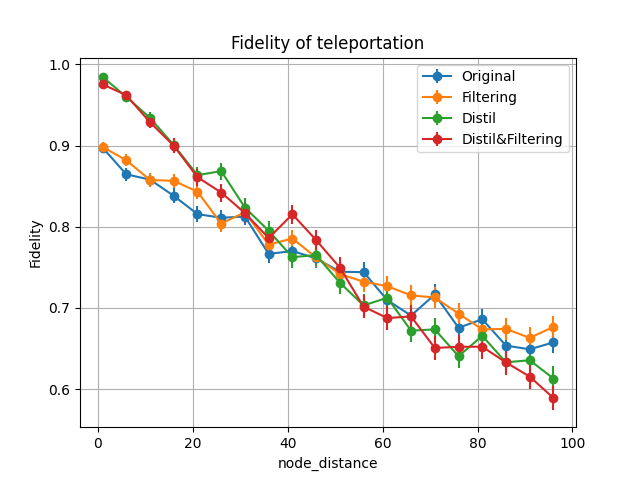 Fidelity of teleportation
Original
Filtering
Distil
Distil&Filtering
Fidelity
1.0
0.9
0.8
0.7
0.6
0
20
40
60
80
100
node_distance